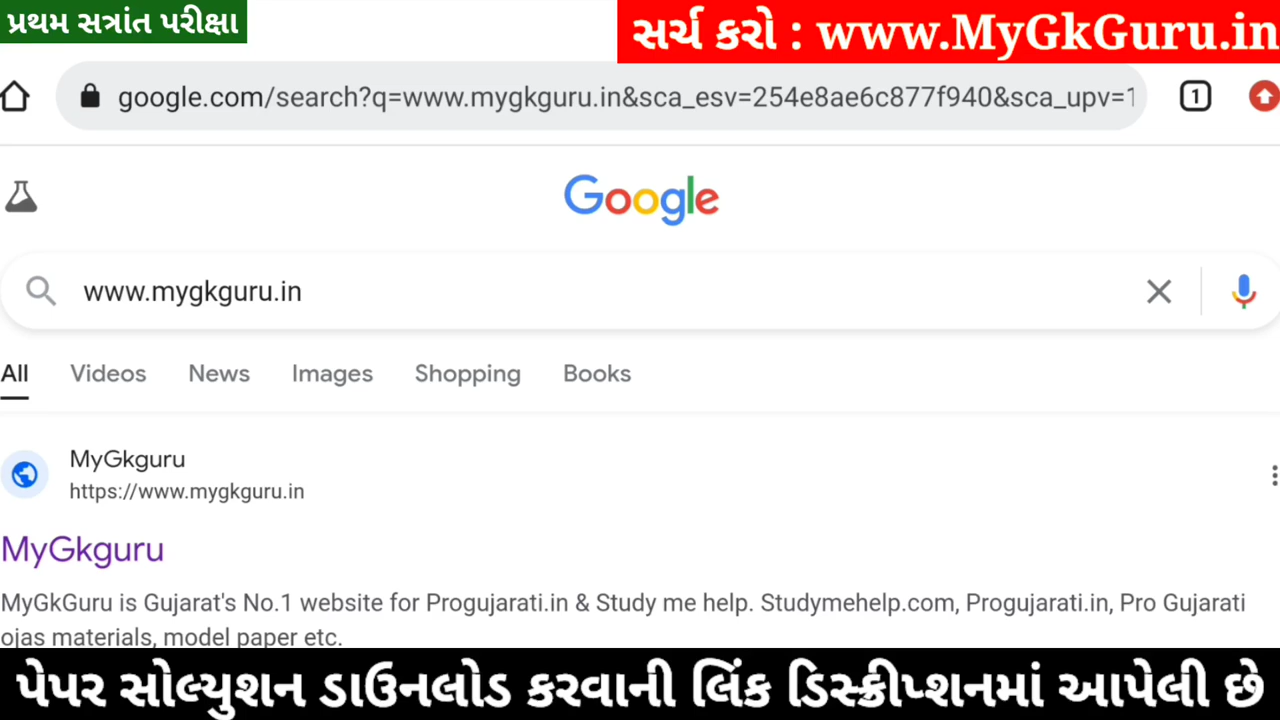 પ્રથમ સત્રાંત પરીક્ષા
સર્ચ કરો : www.MyGkGuru.in
google.com/search?q=www.mygkguru.in&sca_esv=254e8ae6c877f940&sca_upv=1
1
Google
www.mygkguru.in
All Videos News Images Shopping Books
MyGkguru
https://www.mygkguru.in
MyGkguru
MyGkGuru is Gujarat's No.1 website for Progujarati.in & Study me help. Studymehelp.com, Progujarati.in, Pro Gujarati
ojas materials, model paper etc.
પેપર સોલ્યુશન ડાઉનલોડ કરવાની લિંક ડિસ્ક્રીપ્શનમાં આપેલી છે